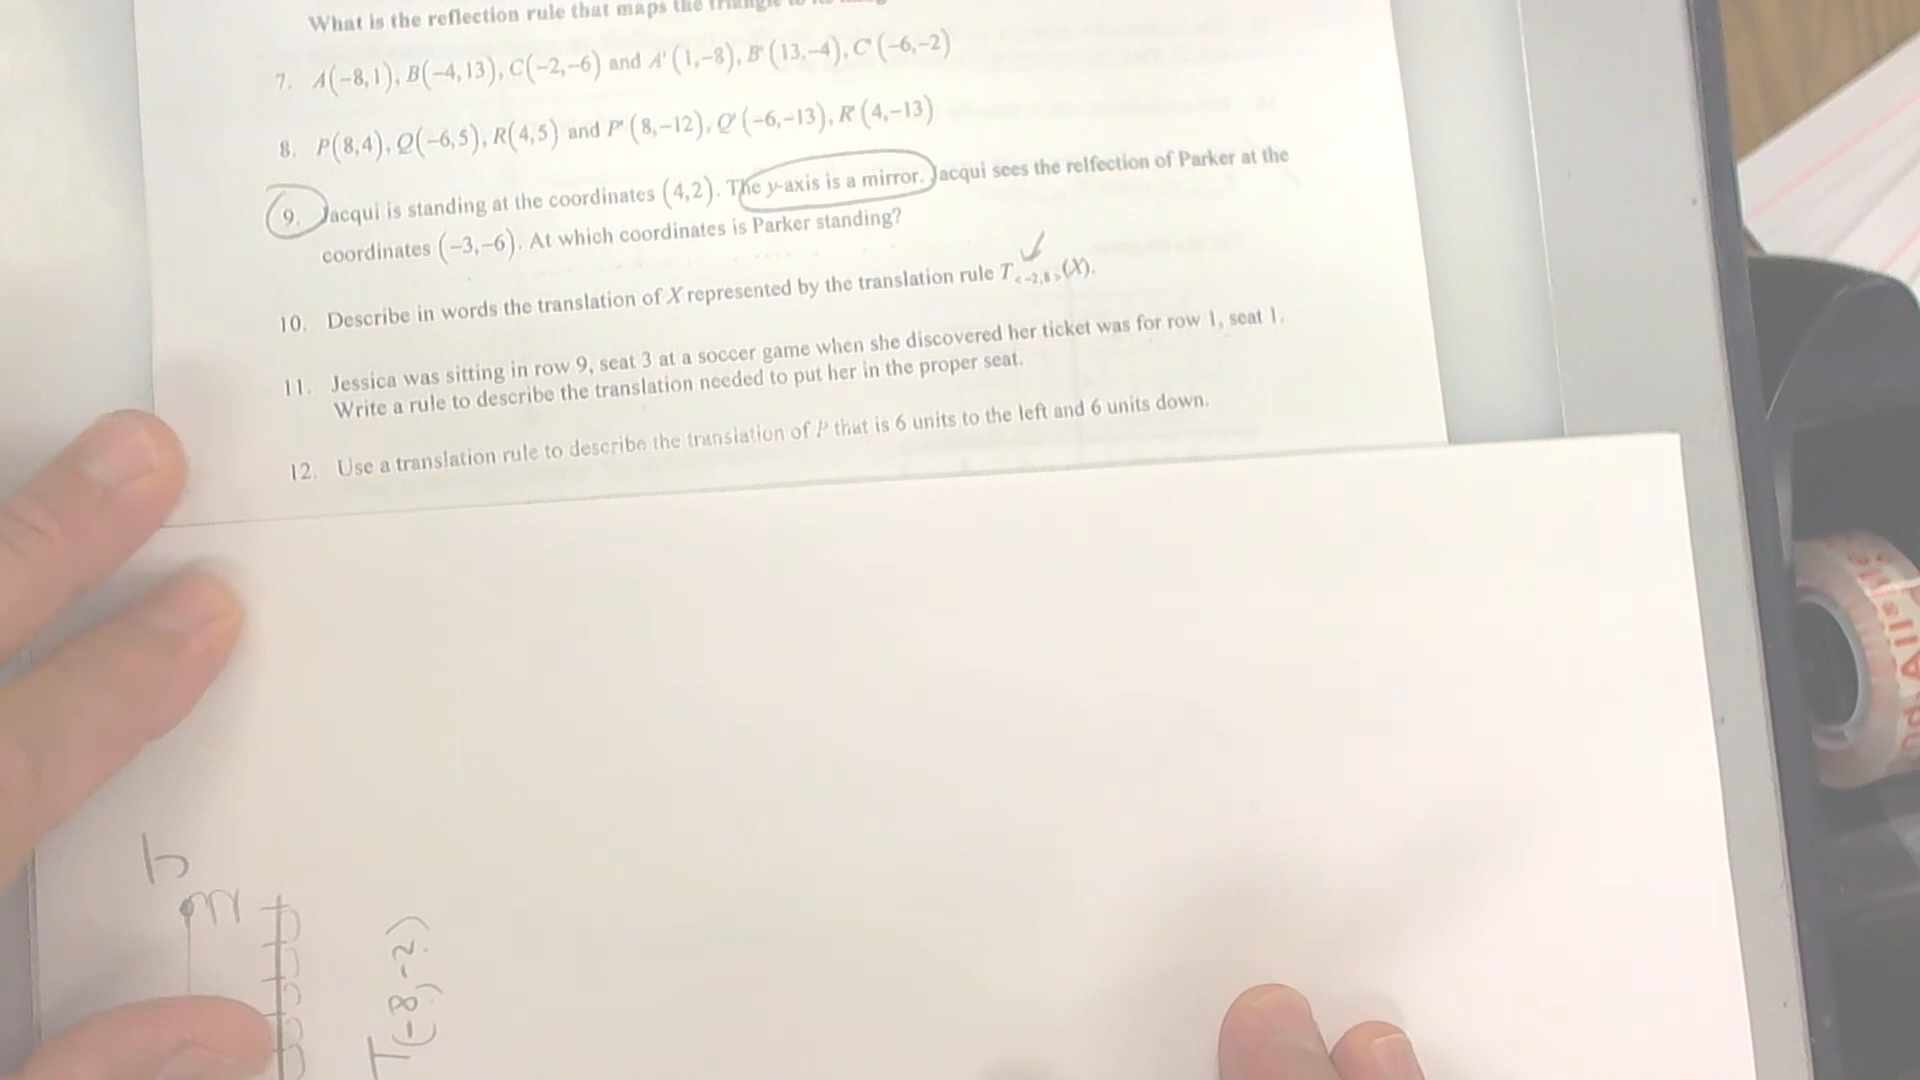 What is the reflection rule that maps the triangle to its
7. A(−8,1), B(−4,13), C(−2,−6) and A'(1,−8), B'(13,−4), C'(−6,−2)
8. P(8,4), Q(−6,5), R(4,5) and P'(8,−12), Q'(−6,−13), R'(4,−13)
9. Jacqui is standing at the coordinates (4,2). The y-axis is a mirror. Jacqui sees the relfection of Parker at the
coordinates (−3,−6). At which coordinates is Parker standing?
10. Describe in words the translation of X represented by the translation rule T<−2,8>(X).
11. Jessica was sitting in row 9, seat 3 at a soccer game when she discovered her ticket was for row 1, seat 1.
Write a rule to describe the translation needed to put her in the proper seat.
12. Use a translation rule to describe the translation of P that is 6 units to the left and 6 units down.
T(-8,-2)